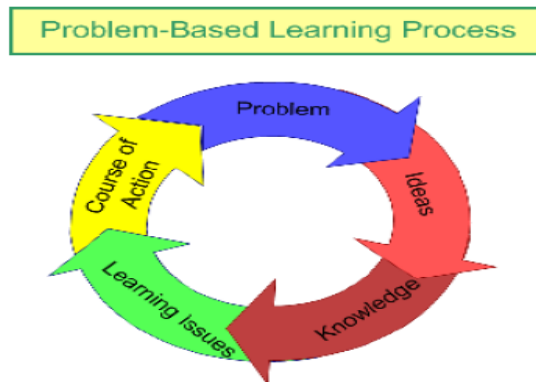 Problem-Based Learning Process
Problem
Ideas
Knowledge
Learning Issues
Course of
Action